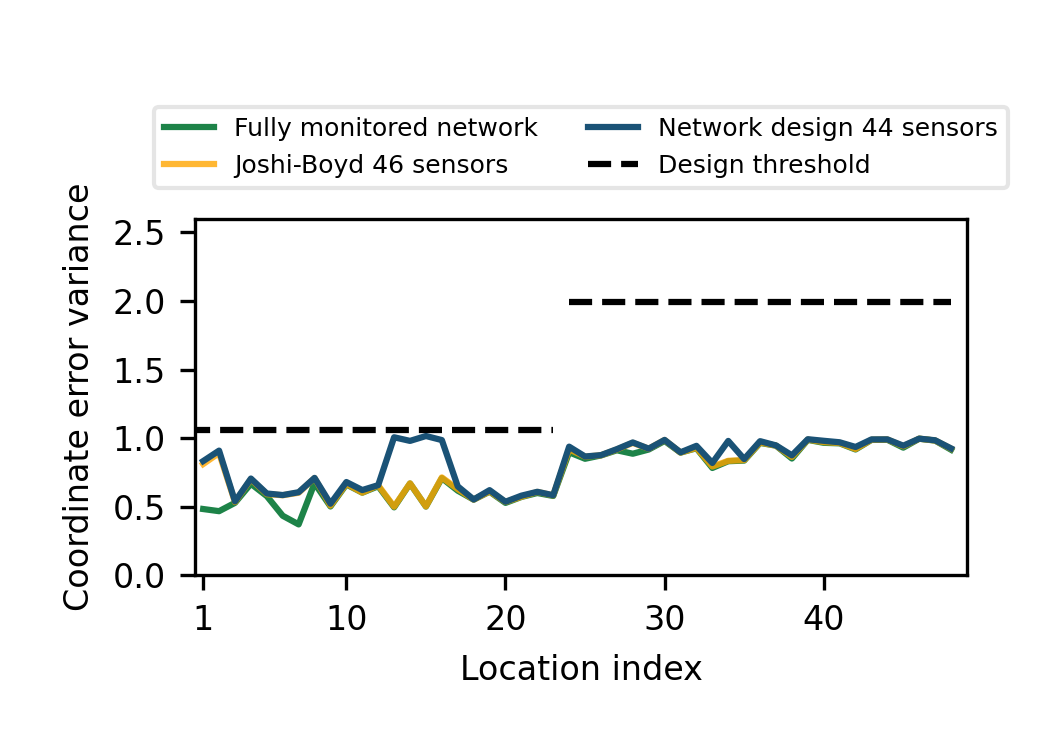 Fully monitored network
Joshi-Boyd 46 sensors
Network design 44 sensors
Design threshold
Coordinate error variance
2.5
2.0
1.5
1.0
0.5
0.0
1 10 20 30 40
Location index